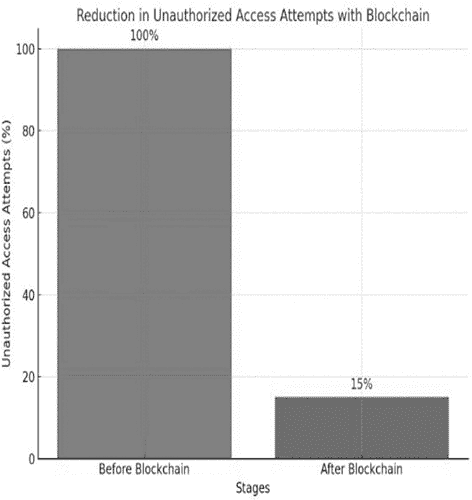 Reduction in Unauthorized Access Attempts with Blockchain
100%
100
80
60
40
20
0
15%
Unauthorized Access Attempts (%)
Before Blockchain
After Blockchain
Stages